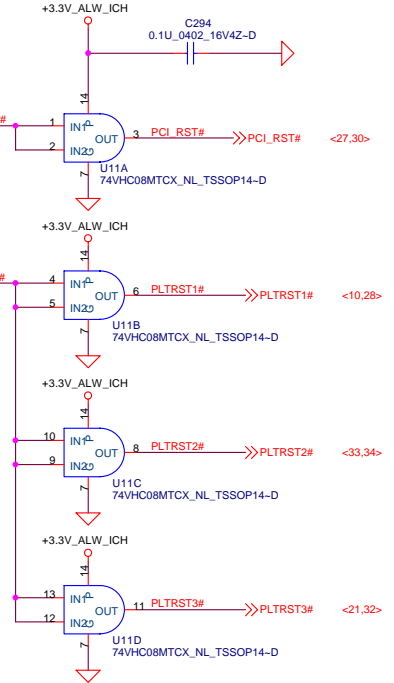 +3.3V_ALW_ICH
C294
0.1U_0402_16V4Z~D
14
#
1 IN1 P
OUT 3 PCI_RST# PCI_RST# <27,30>
2 IN2 G
7 U11A
74VHC08MTCX_NL_TSSOP14~D
+3.3V_ALW_ICH
14
#
4 IN1 P
OUT 6 PLTRST1# PLTRST1# <10,28>
5 IN2 G
7 U11B
74VHC08MTCX_NL_TSSOP14~D
+3.3V_ALW_ICH
14
10 IN1 P
OUT 8 PLTRST2# PLTRST2# <33,34>
9 IN2 G
7 U11C
74VHC08MTCX_NL_TSSOP14~D
+3.3V_ALW_ICH
14
13 IN1 P
OUT 11 PLTRST3# PLTRST3# <21,32>
12 IN2 G
7 U11D
74VHC08MTCX_NL_TSSOP14~D